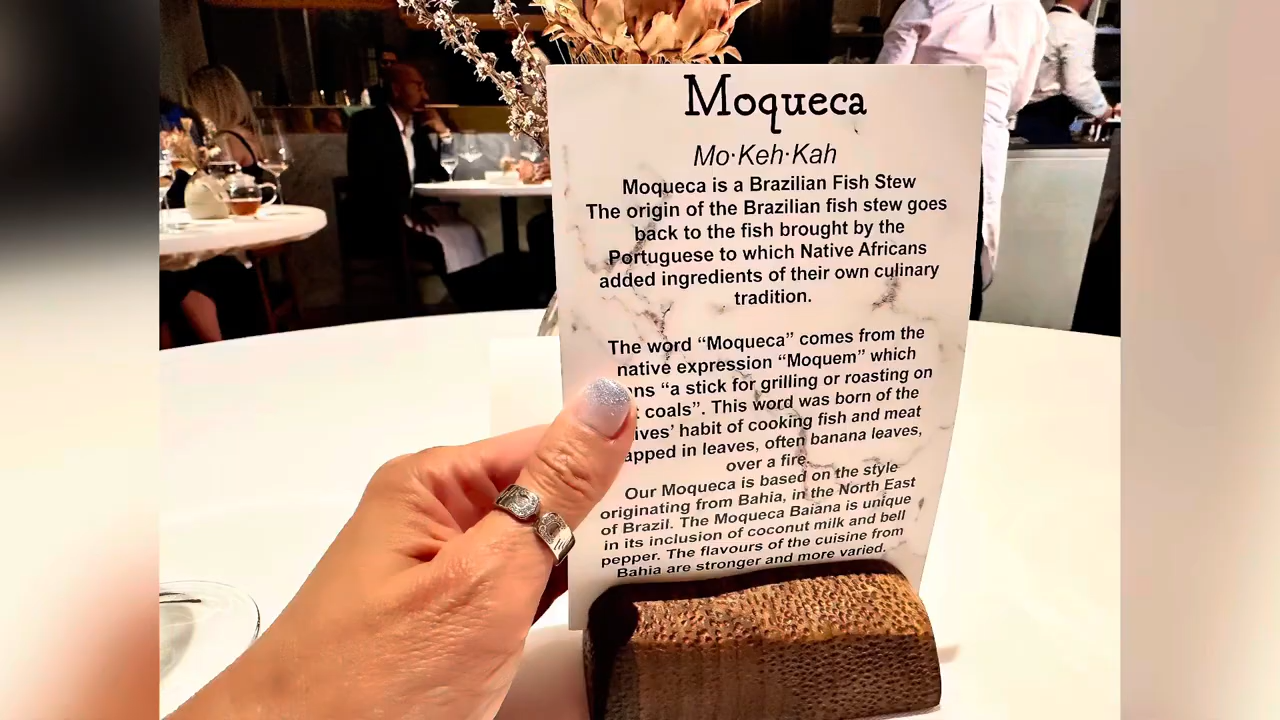 Moqueca
Mo·Keh·Kah
Moqueca is a Brazilian Fish Stew
The origin of the Brazilian fish stew goes
back to the fish brought by the
Portuguese to which Native Africans
added ingredients of their own culinary
tradition.
The word “Moqueca” comes from the
native expression “Moquem” which
“a stick for grilling or roasting on
coals”. This word was born of the
habit of cooking fish and meat
in leaves, often banana leaves,
over a fire.
Our Moqueca is based on the style
originating from Bahia, in the North East
of Brazil. The Moqueca Baiana is unique
in its inclusion of coconut milk and bell
pepper. The flavours of the cuisine from
Bahia are stronger and more varied.